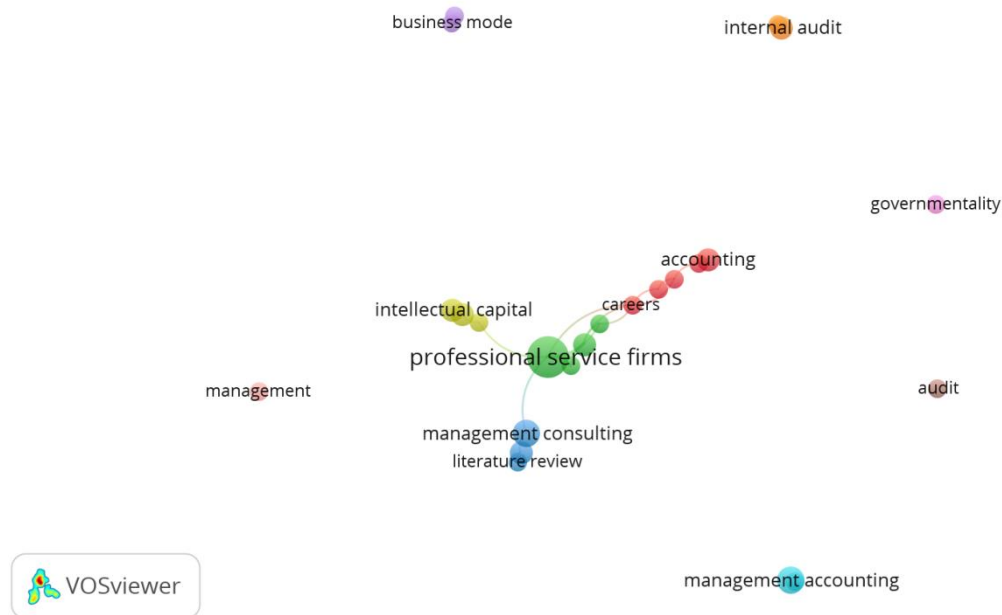 business mode
internal audit
governmentality
accounting
careers
intellectual capital
professional service firms
management
audit
management consulting
literature review
management accounting
VOSviewer